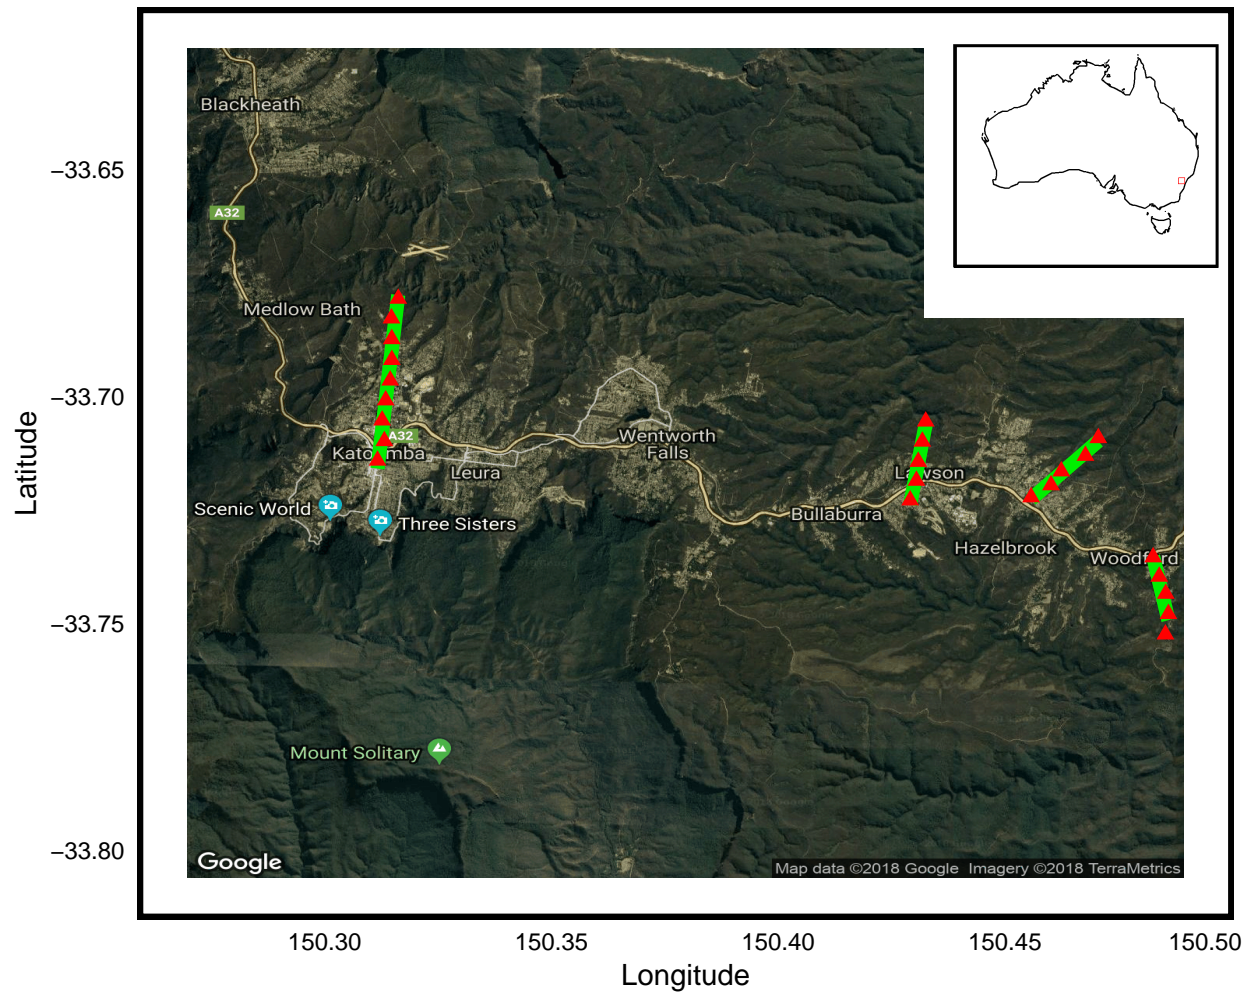 Blackheath
−33.65
A32
Medlow Bath
−33.70
A32
Katoomba
Wentworth
Falls
Leura
Lawson
Scenic World
Three Sisters
Bullaburra
Hazelbrook
Woodford
Latitude
−33.75
Mount Solitary
−33.80
Google
Map data ©2018 Google Imagery ©2018 TerraMetrics
150.30
150.35
150.40
150.45
150.50
Longitude